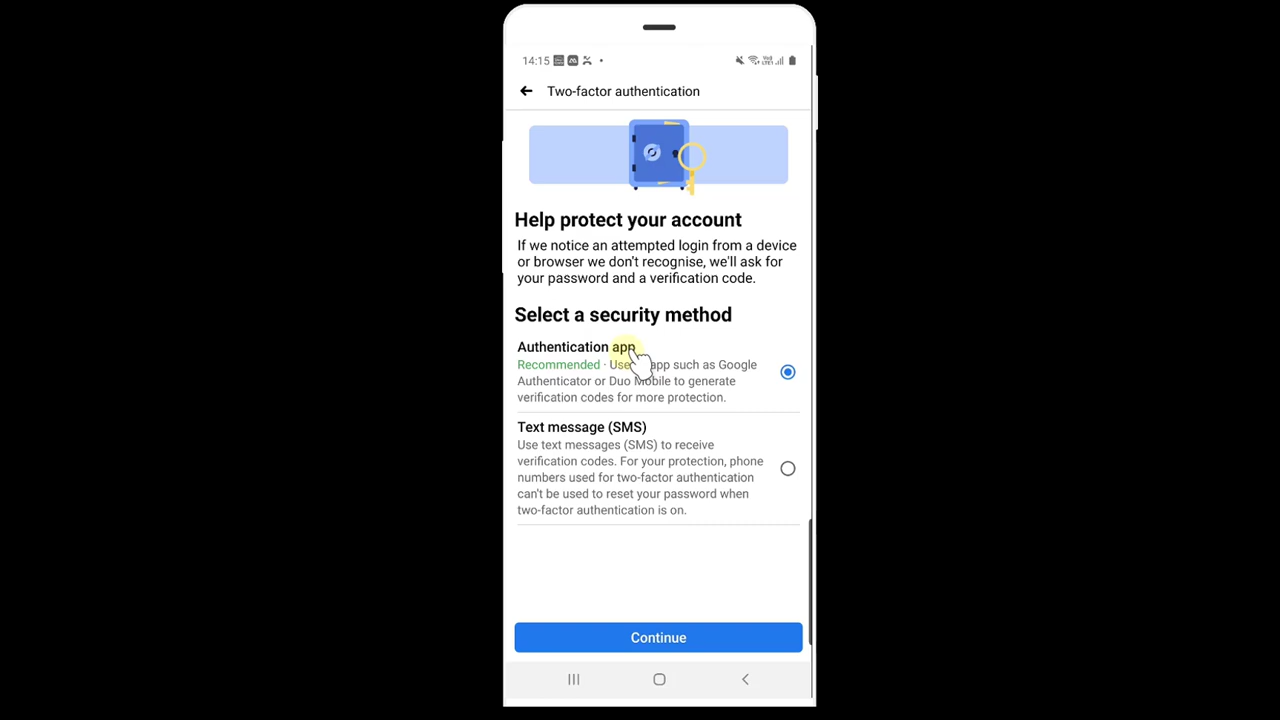 14:15
Two-factor authentication
Help protect your account
If we notice an attempted login from a device
or browser we don't recognise, we'll ask for
your password and a verification code.
Select a security method
Authentication app
Recommended · Use app such as Google
Authenticator or Duo Mobile to generate
verification codes for more protection.
Text message (SMS)
Use text messages (SMS) to receive
verification codes. For your protection, phone
numbers used for two-factor authentication
can't be used to reset your password when
two-factor authentication is on.
Continue